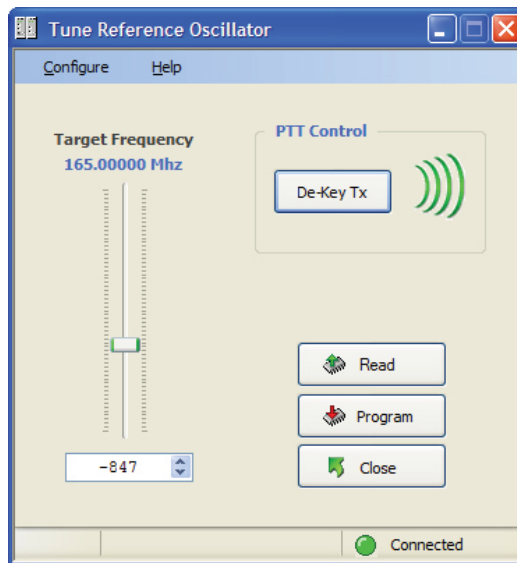 Tune Reference Oscillator
Configure Help
Target Frequency
165.00000 Mhz
PTT Control
De-Key Tx
Read
Program
-847
Close
Connected